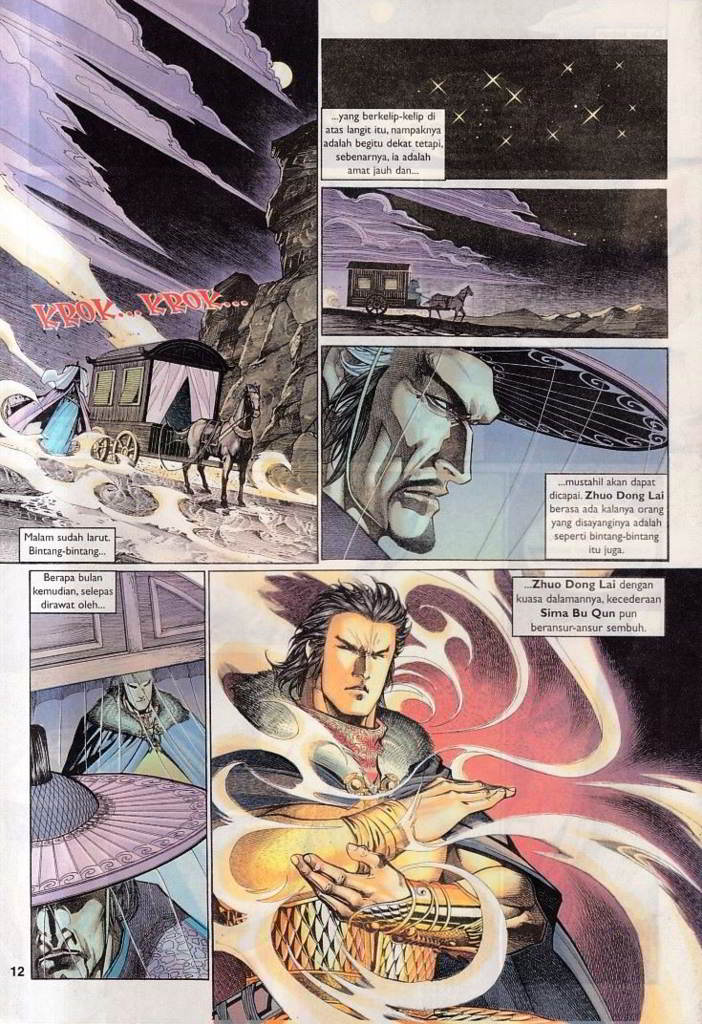 KROK... KROK...
Malam sudah larut.
Bintang-bintang...
...yang berkelip-kelip di
atas langit itu, nampaknya
adalah begitu dekat tetapi,
sebenarnya, ia adalah
amat jauh dan...
...mustahil akan dapat
dicapai. Zhuo Dong Lai
berasa ada kalanya orang
yang disayanginya adalah
seperti bintang-bintang
itu juga.
Berapa bulan
kemudian, selepas
dirawat oleh...
...Zhuo Dong Lai dengan
kuasa dalamannya, kecederaan
Sima Bu Qun pun
beransur-ansur sembuh.
12